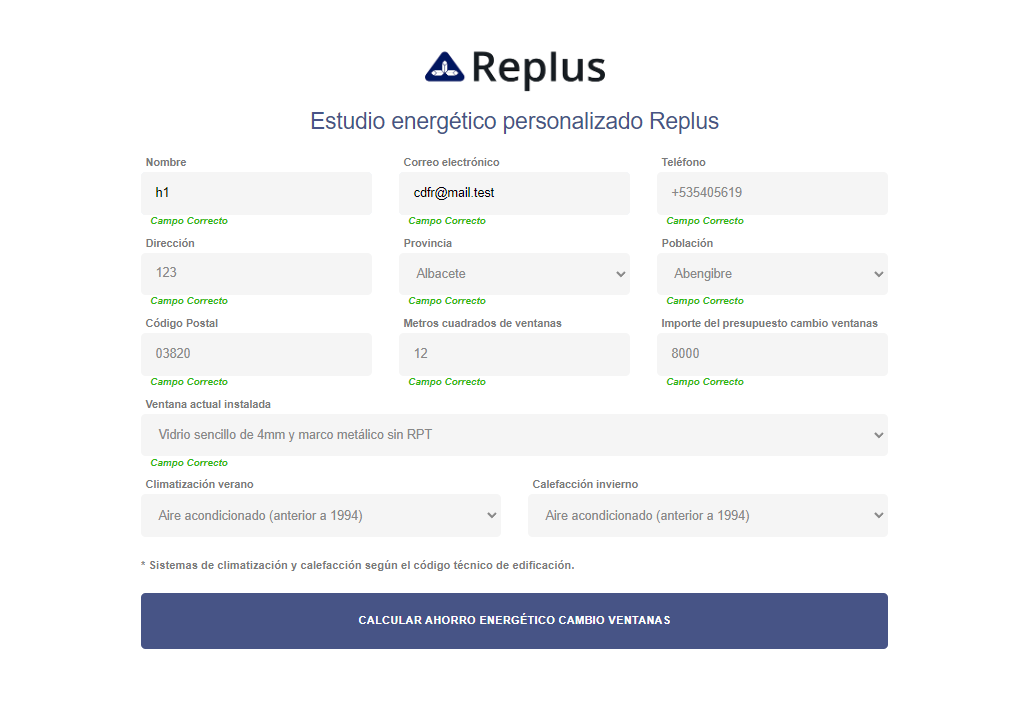 Replus
Estudio energético personalizado Replus
Nombre Correo electrónico Teléfono
h1 cdfr@mail.test +535405619
Campo Correcto Campo Correcto Campo Correcto
Dirección Provincia Población
123 Albacete Abengibre
Campo Correcto Campo Correcto Campo Correcto
Código Postal Metros cuadrados de ventanas Importe del presupuesto cambio ventanas
03820 12 8000
Campo Correcto Campo Correcto Campo Correcto
Ventana actual instalada
Vidrio sencillo de 4mm y marco metálico sin RPT
Campo Correcto
Climatización verano Calefacción invierno
Aire acondicionado (anterior a 1994) Aire acondicionado (anterior a 1994)
* Sistemas de climatización y calefacción según el código técnico de edificación.
CALCULAR AHORRO ENERGÉTICO CAMBIO VENTANAS